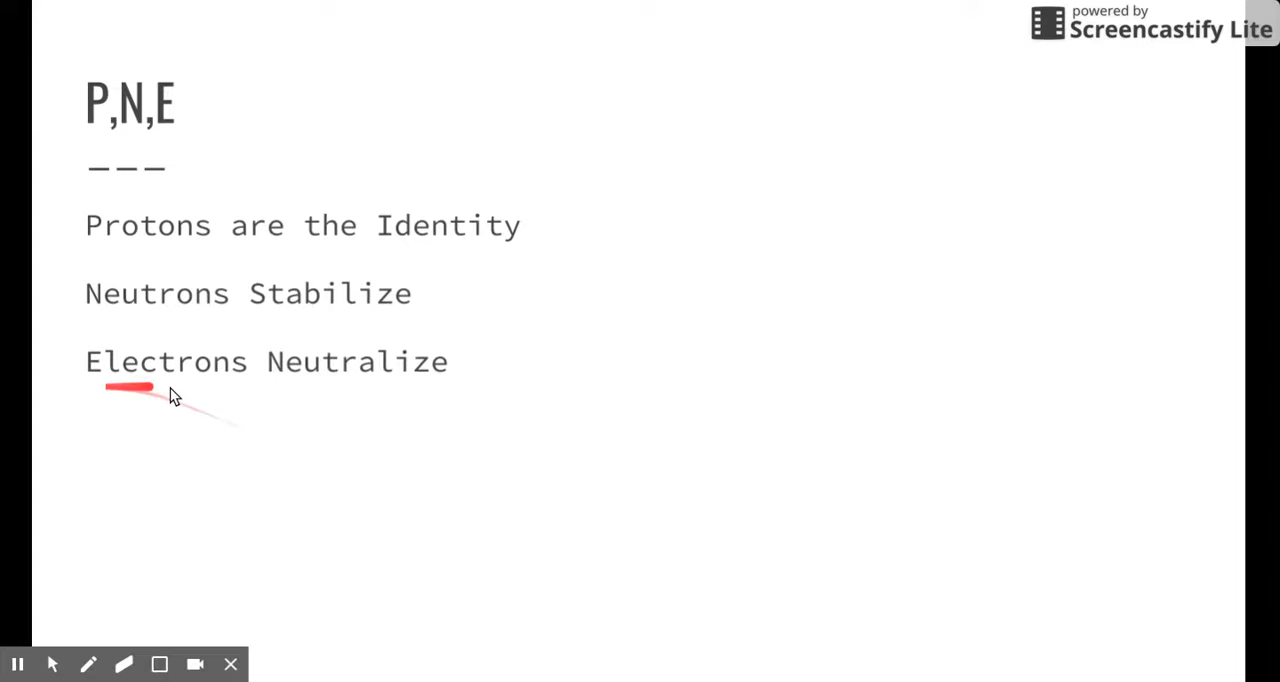 powered by
Screencastify Lite
P,N,E
Protons are the Identity
Neutrons Stabilize
Electrons Neutralize